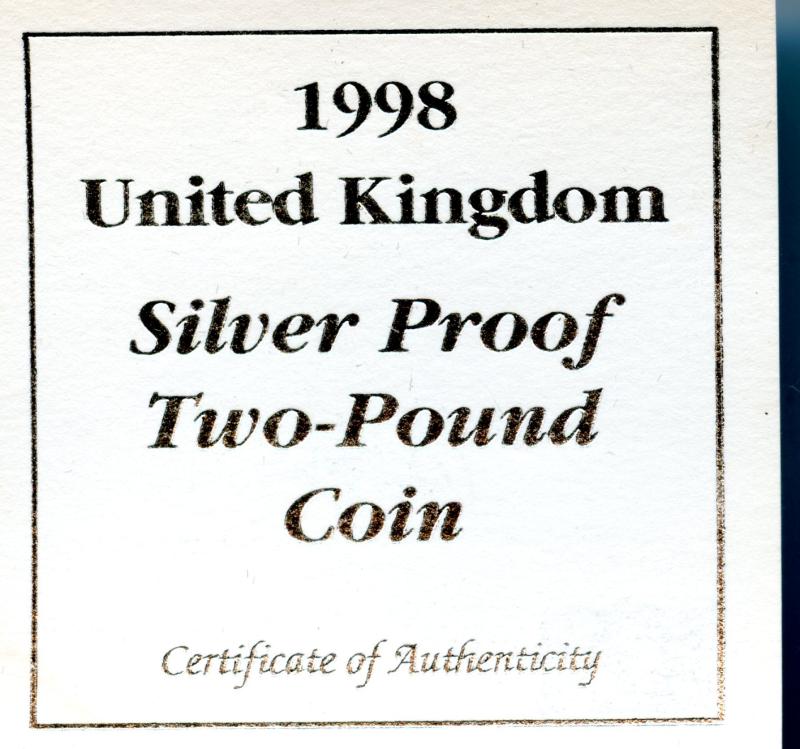 1998
United Kingdom
Silver Proof
Two-Pound
Coin
Certificate of Authenticity